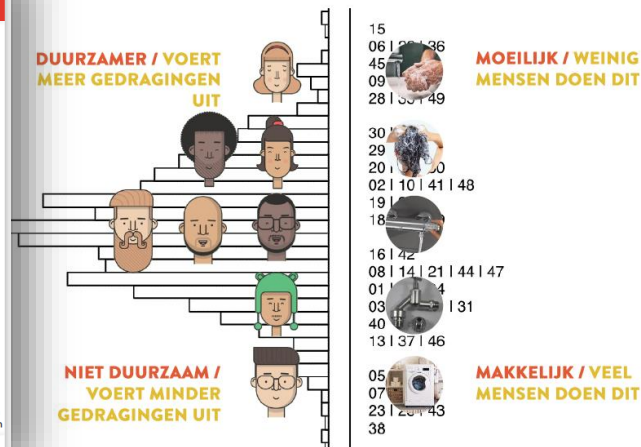 DUURZAMER / VOERT
MEER GEDRAGINGEN
UIT
NIET DUURZAAM /
VOERT MINDER
GEDRAGINGEN UIT
15
06 | 36
45
09
28 | 49
30
29
20
02 | 10 | 41 | 48
19
18
16 | 42
08 | 14 | 21 | 44 | 47
01
03 | 31
40
13 | 37 | 46
05
07
23 | 43
38
MOEILIJK / WEINIG
MENSEN DOEN DIT
MAKKELIJK / VEEL
MENSEN DOEN DIT